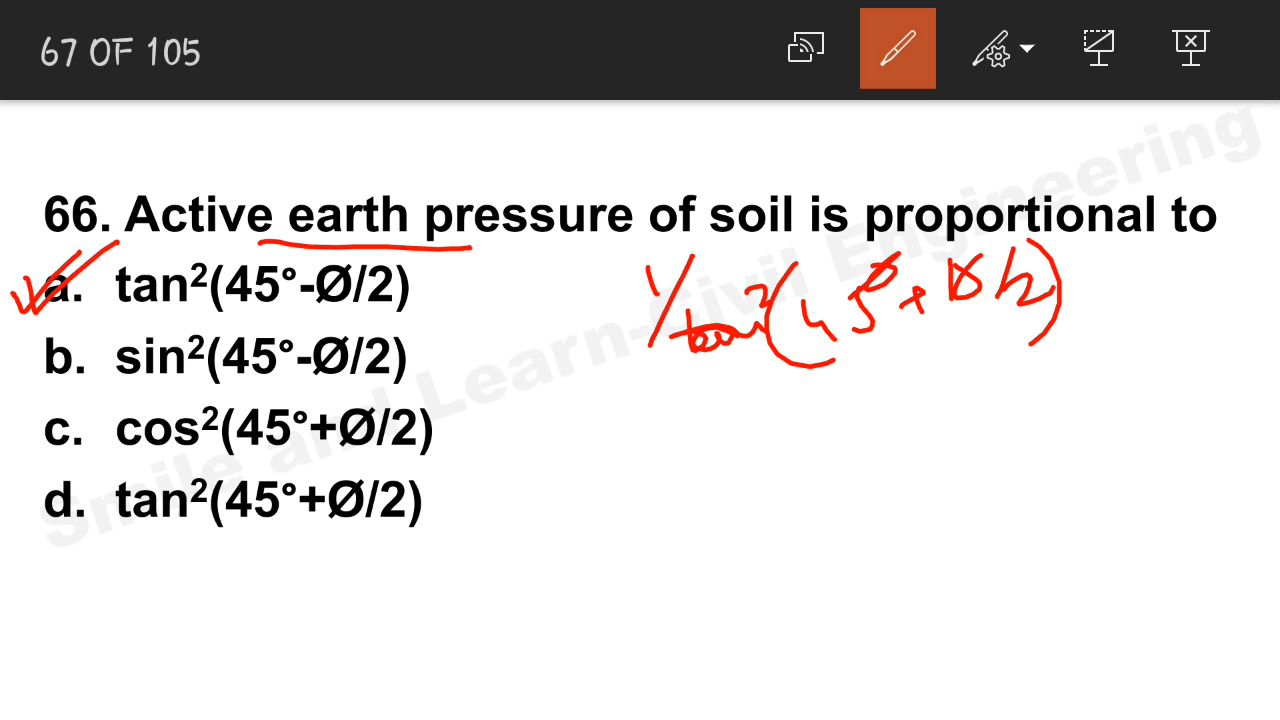 67 OF 105
66. Active earth pressure of soil is proportional to
a. tan²(45°-Ø/2)
1/tan²(45°+Ø/2)
b. sin²(45°-Ø/2)
c. cos²(45°+Ø/2)
d. tan²(45°+Ø/2)
Smile and Learn-Civil Engineering